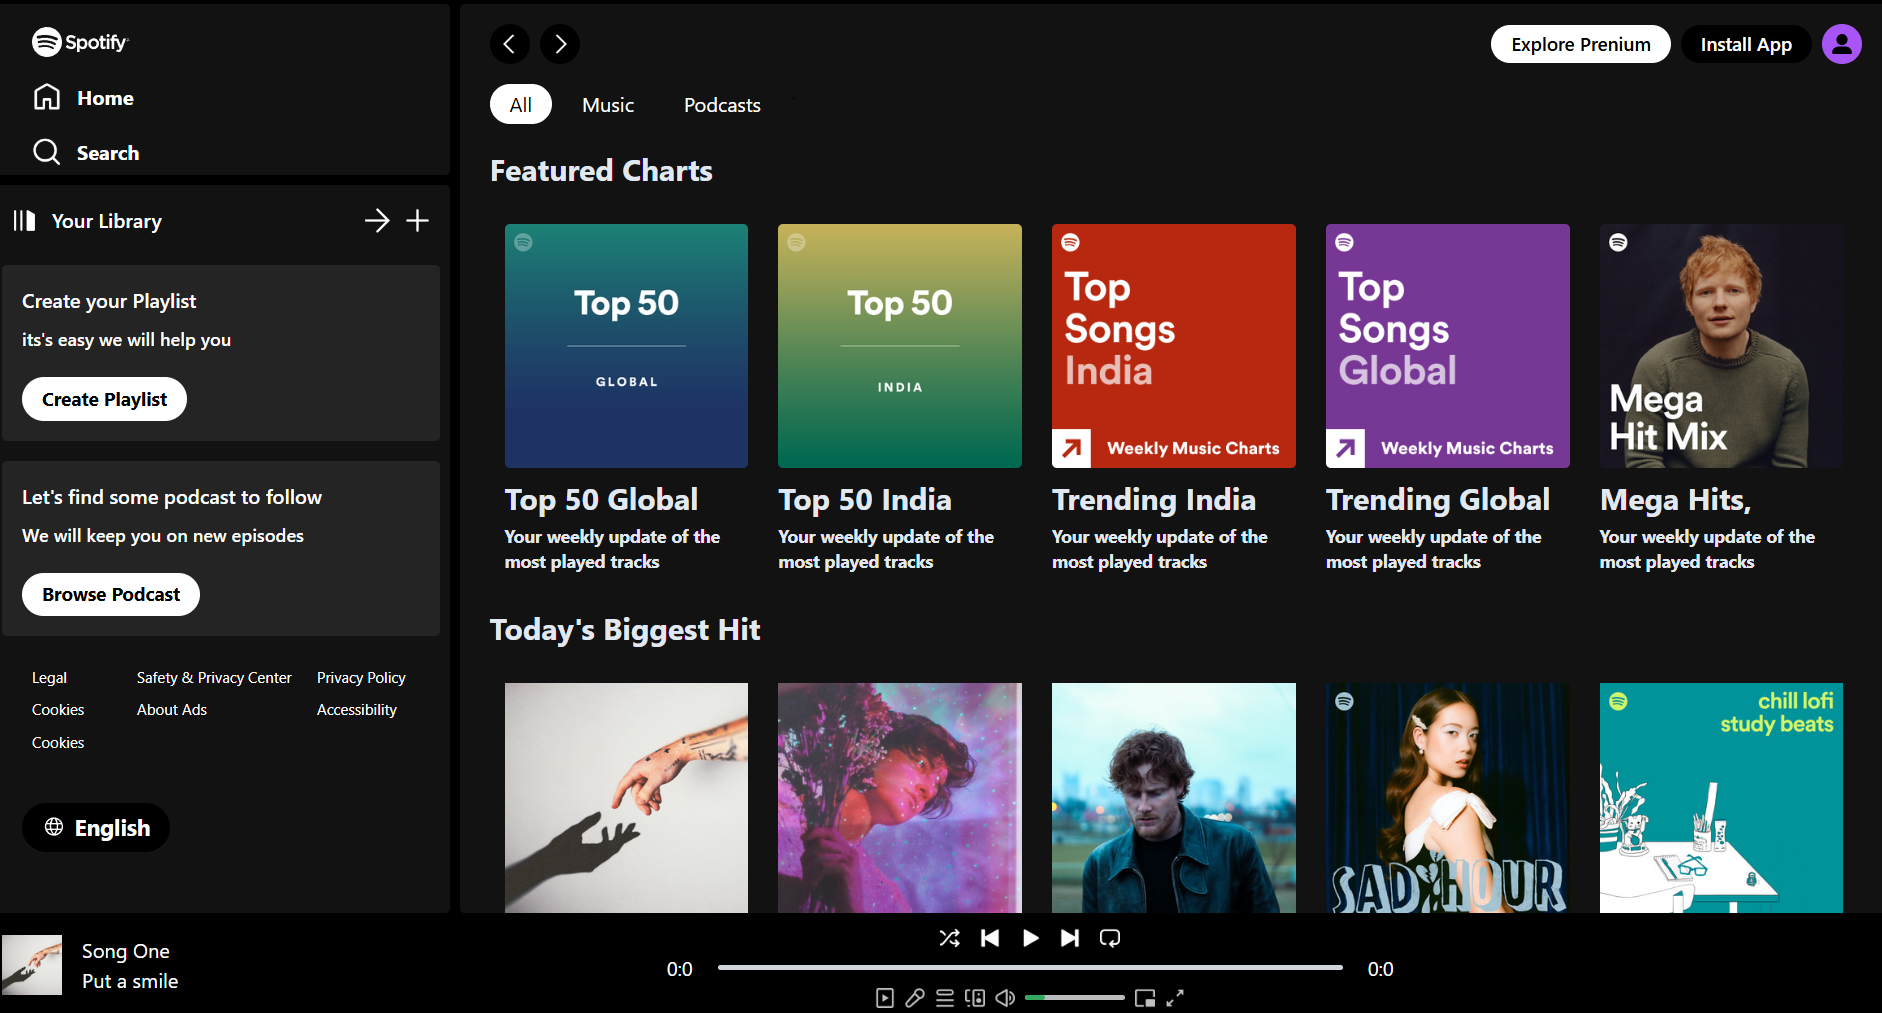 Spotify
Home
Search
Your Library
Create your Playlist
its's easy we will help you
Create Playlist
Let's find some podcast to follow
We will keep you on new episodes
Browse Podcast
Legal Safety & Privacy Center Privacy Policy
Cookies About Ads Accessibility
Cookies
English
Explore Prenium Install App
All Music Podcasts
Featured Charts
Top 50
GLOBAL
Top 50
INDIA
Top
Songs
India
Weekly Music Charts
Top
Songs
Global
Weekly Music Charts
Mega
Hit Mix
Top 50 Global
Your weekly update of the
most played tracks
Top 50 India
Your weekly update of the
most played tracks
Trending India
Your weekly update of the
most played tracks
Trending Global
Your weekly update of the
most played tracks
Mega Hits,
Your weekly update of the
most played tracks
Today's Biggest Hit
SAD HOUR
chill lofi
study beats
Song One
Put a smile
0:0 0:0